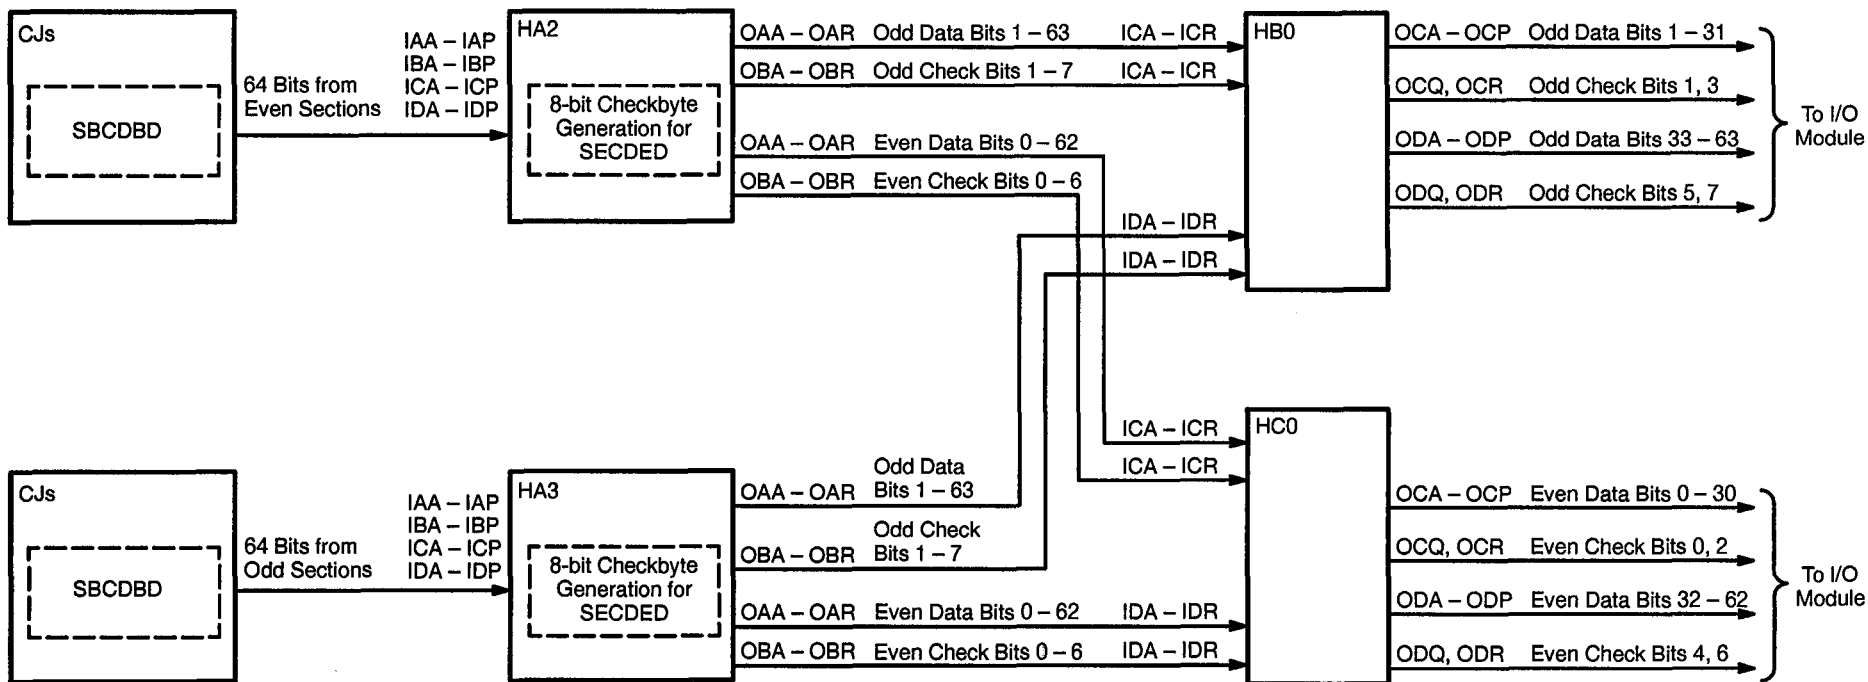 CJs
SBCDBD
64 Bits from
Even Sections
IAA – IAP
IBA – IBP
ICA – ICP
IDA – IDP
HA2
8-bit Checkbyte
Generation for
SECDED
OAA – OAR Odd Data Bits 1 – 63 ICA – ICR
OBA – OBR Odd Check Bits 1 – 7 ICA – ICR
OAA – OAR Even Data Bits 0 – 62
OBA – OBR Even Check Bits 0 – 6
IDA – IDR
IDA – IDR
HB0
OCA – OCP Odd Data Bits 1 – 31
OCQ, OCR Odd Check Bits 1, 3
ODA – ODP Odd Data Bits 33 – 63
ODQ, ODR Odd Check Bits 5, 7
To I/O
Module
CJs
SBCDBD
64 Bits from
Odd Sections
IAA – IAP
IBA – IBP
ICA – ICP
IDA – IDP
HA3
8-bit Checkbyte
Generation for
SECDED
Odd Data
OAA – OAR Bits 1 – 63
Odd Check
OBA – OBR Bits 1 – 7
OAA – OAR Even Data Bits 0 – 62 IDA – IDR
OBA – OBR Even Check Bits 0 – 6 IDA – IDR
ICA – ICR
ICA – ICR
HC0
OCA – OCP Even Data Bits 0 – 30
OCQ, OCR Even Check Bits 0, 2
ODA – ODP Even Data Bits 32 – 62
ODQ, ODR Even Check Bits 4, 6
To I/O
Module